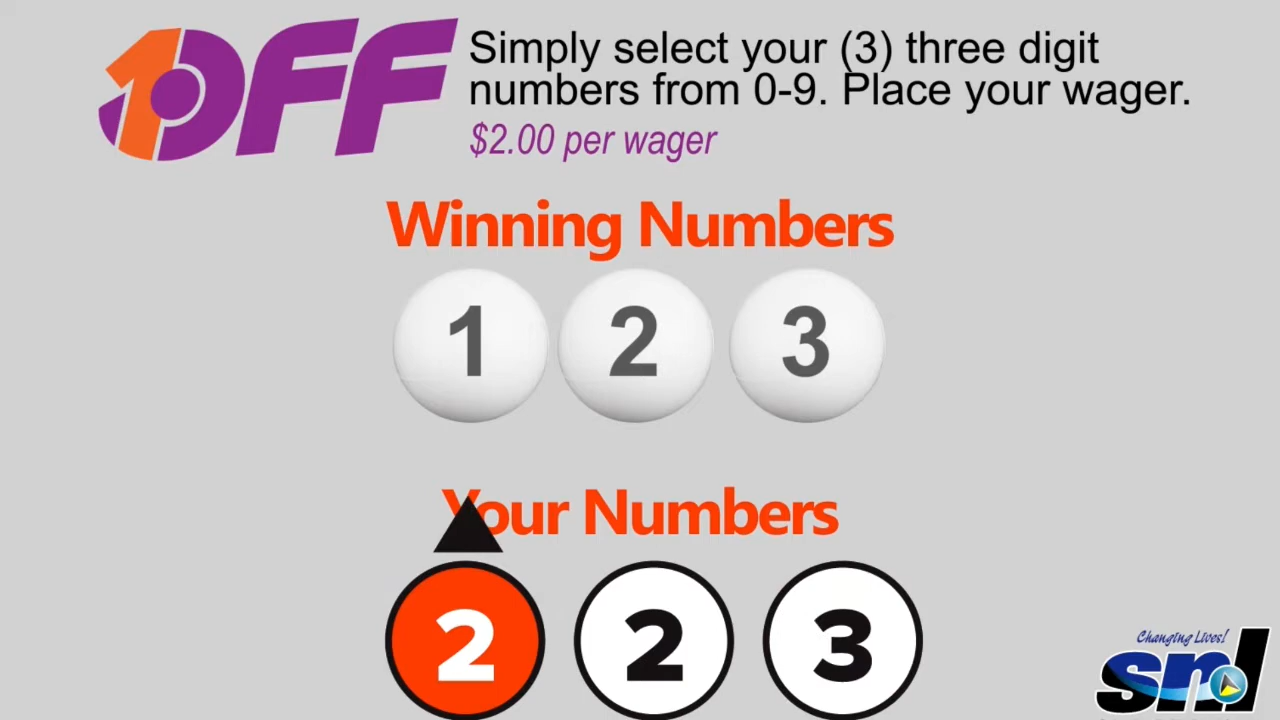 1OFF
Simply select your (3) three digit
numbers from 0-9. Place your wager.
$2.00 per wager
Winning Numbers
1 2 3
Your Numbers
2 2 3
Changing Lives!
snl